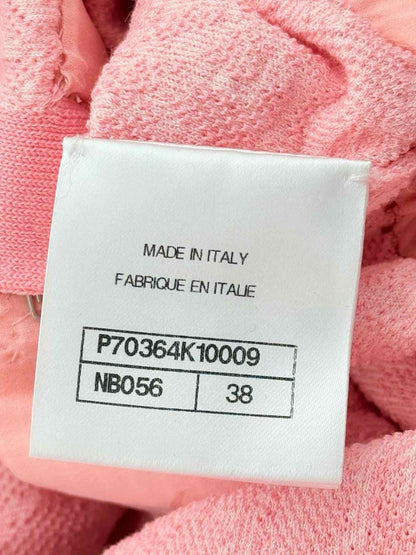 MADE IN ITALY
FABRIQUE EN ITALIE
P70364K10009
NB056 38